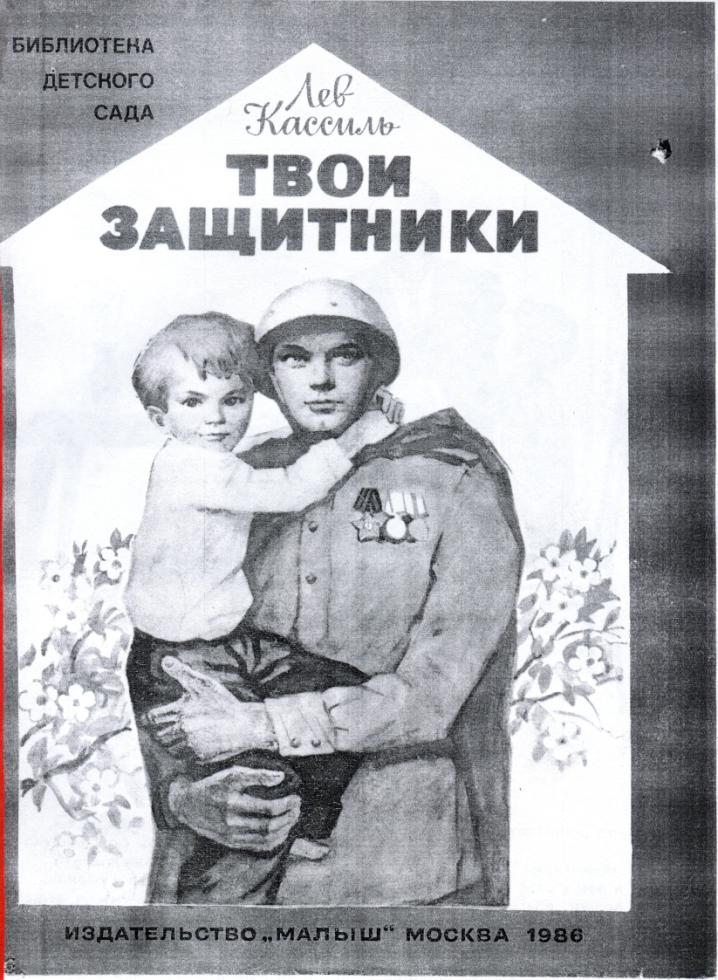 БИБЛИОТЕКА
ДЕТСКОГО
САДА
Лев
Кассиль
ТВОИ
ЗАЩИТНИКИ
ИЗДАТЕЛЬСТВО „МАЛЫШ“ МОСКВА 1986